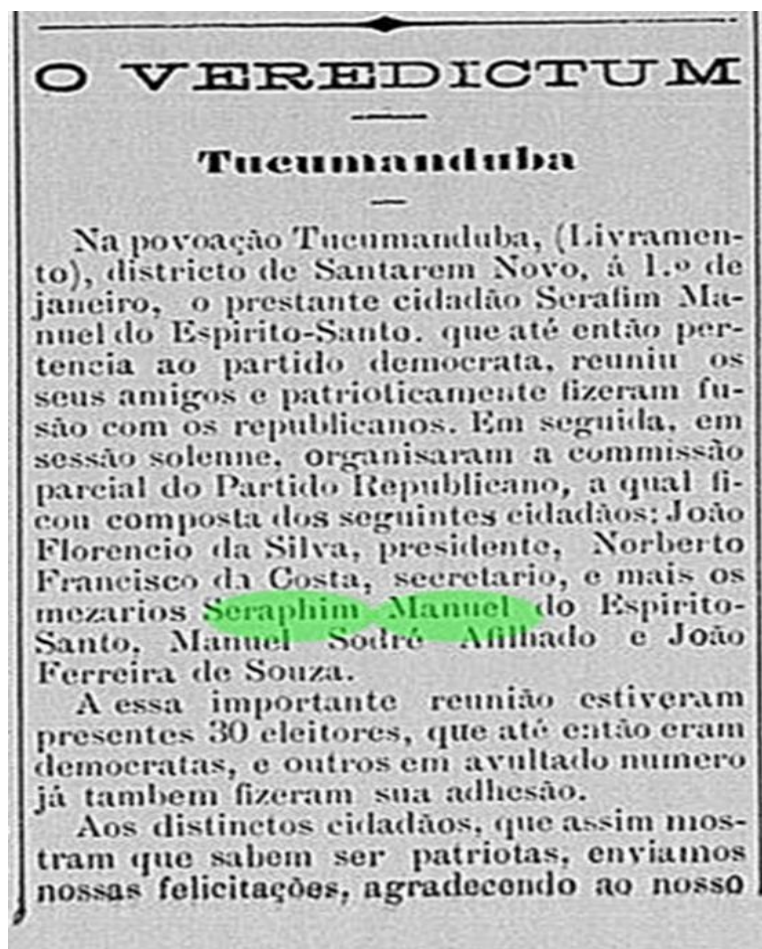 O VEREDICTUM
Tucumanduba
Na povoação Tucumanduba, (Livramen-
to), districto de Santarem Novo, á 1.º de
janeiro, o prestante cidadão Serafim Ma-
nuel do Espirito-Santo. que até então per-
tencia ao partido democrata, reuniu os
seus amigos e patrioticamente fizeram fu-
são com os republicanos. Em seguida, em
sessão solenne, organisaram a commissão
parcial do Partido Republicano, a qual fi-
cou composta dos seguintes cidadãos: João
Florencio da Silva, presidente, Norberto
Francisco da Costa, secretario, e mais os
mezarios Seraphim Manuel do Espirito-
Santo, Manuel Sodré Afilhado e João
Ferreira de Souza.
A essa importante reunião estiveram
presentes 30 eleitores, que até então eram
democratas, e outros em avultado numero
já tambem fizeram sua adhesão.
Aos distinctos cidadãos, que assim mos-
tram que sabem ser patriotas, enviamos
nossas felicitações, agradecendo ao nosso